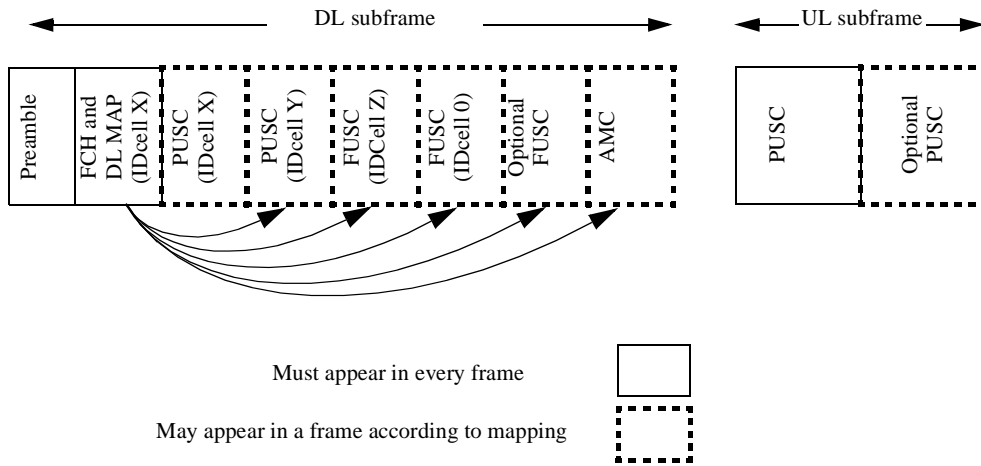 DL subframe
UL subframe
Preamble
FCH and
DL MAP
(IDcell X)
PUSC
(IDcell X)
PUSC
(IDcell Y)
FUSC
(IDCell Z)
FUSC
(IDcell 0)
Optional
FUSC
AMC
PUSC
Optional
PUSC
Must appear in every frame
May appear in a frame according to mapping